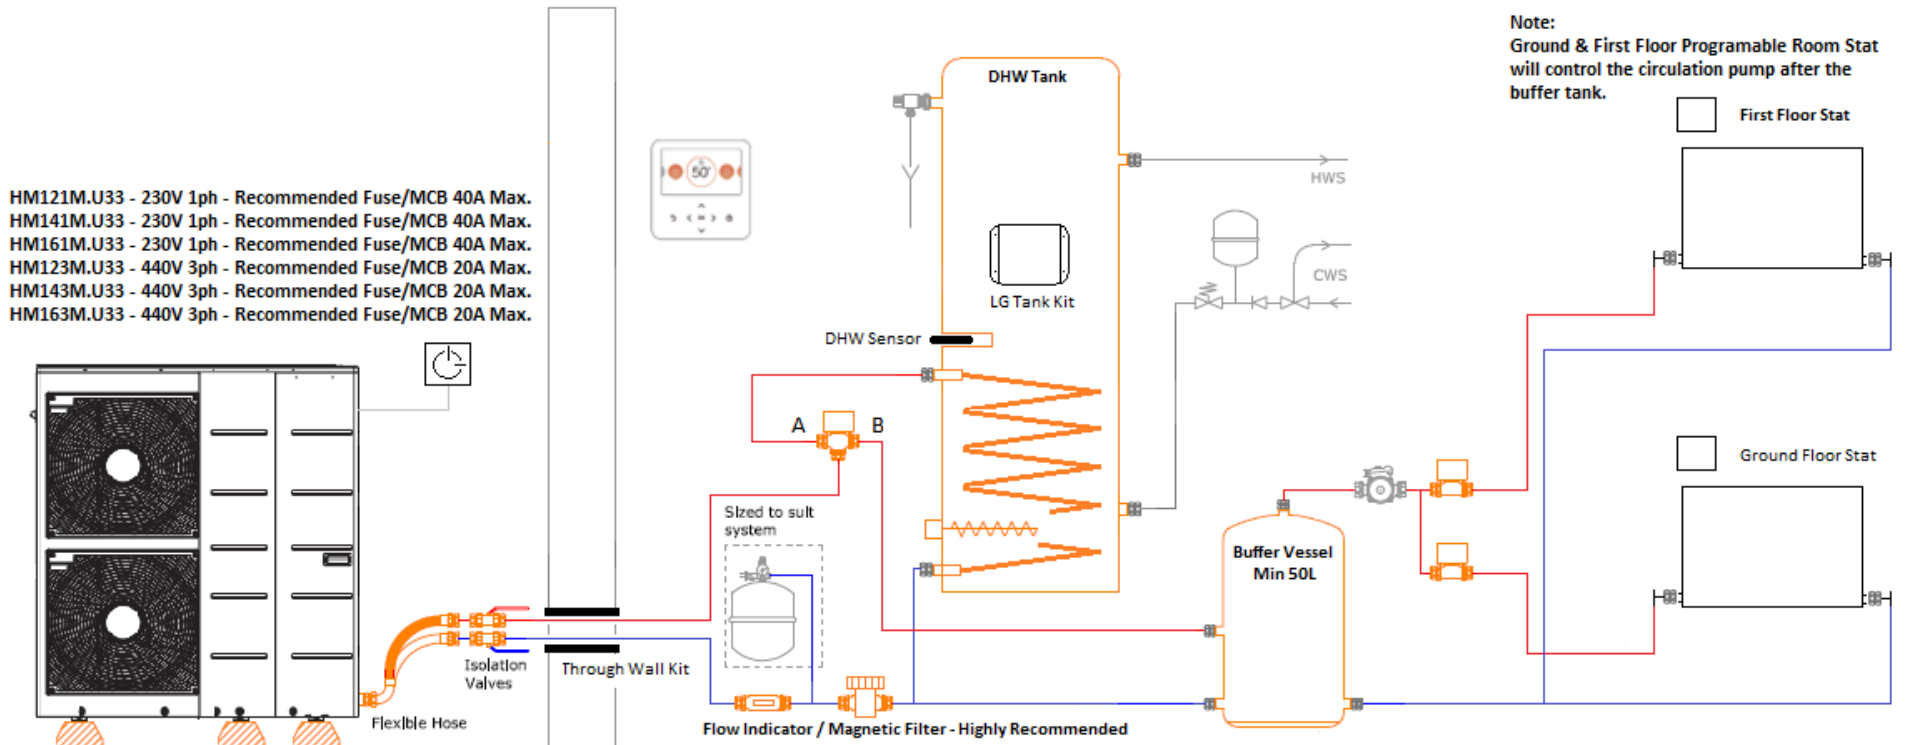 Note:
Ground & First Floor Programable Room Stat
will control the circulation pump after the
buffer tank.
First Floor Stat
DHW Tank
HWS
CWS
50°
LG Tank Kit
DHW Sensor
HM121M.U33 - 230V 1ph - Recommended Fuse/MCB 40A Max.
HM141M.U33 - 230V 1ph - Recommended Fuse/MCB 40A Max.
HM161M.U33 - 230V 1ph - Recommended Fuse/MCB 40A Max.
HM123M.U33 - 440V 3ph - Recommended Fuse/MCB 20A Max.
HM143M.U33 - 440V 3ph - Recommended Fuse/MCB 20A Max.
HM163M.U33 - 440V 3ph - Recommended Fuse/MCB 20A Max.
A
B
Ground Floor Stat
Sized to suit
system
Buffer Vessel
Min 50L
Isolation
Valves
Through Wall Kit
Flexible Hose
Flow Indicator / Magnetic Filter - Highly Recommended